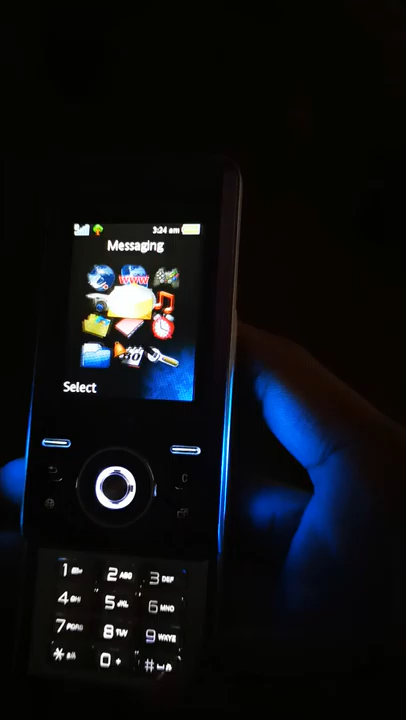 3:24 am
Messaging
WWW
Select
C
1
2 ABC 3 DEF
4 GHI 5 JKL 6 MNO
7 PQRS 8 TUV 9 WXYZ
* 0 + #